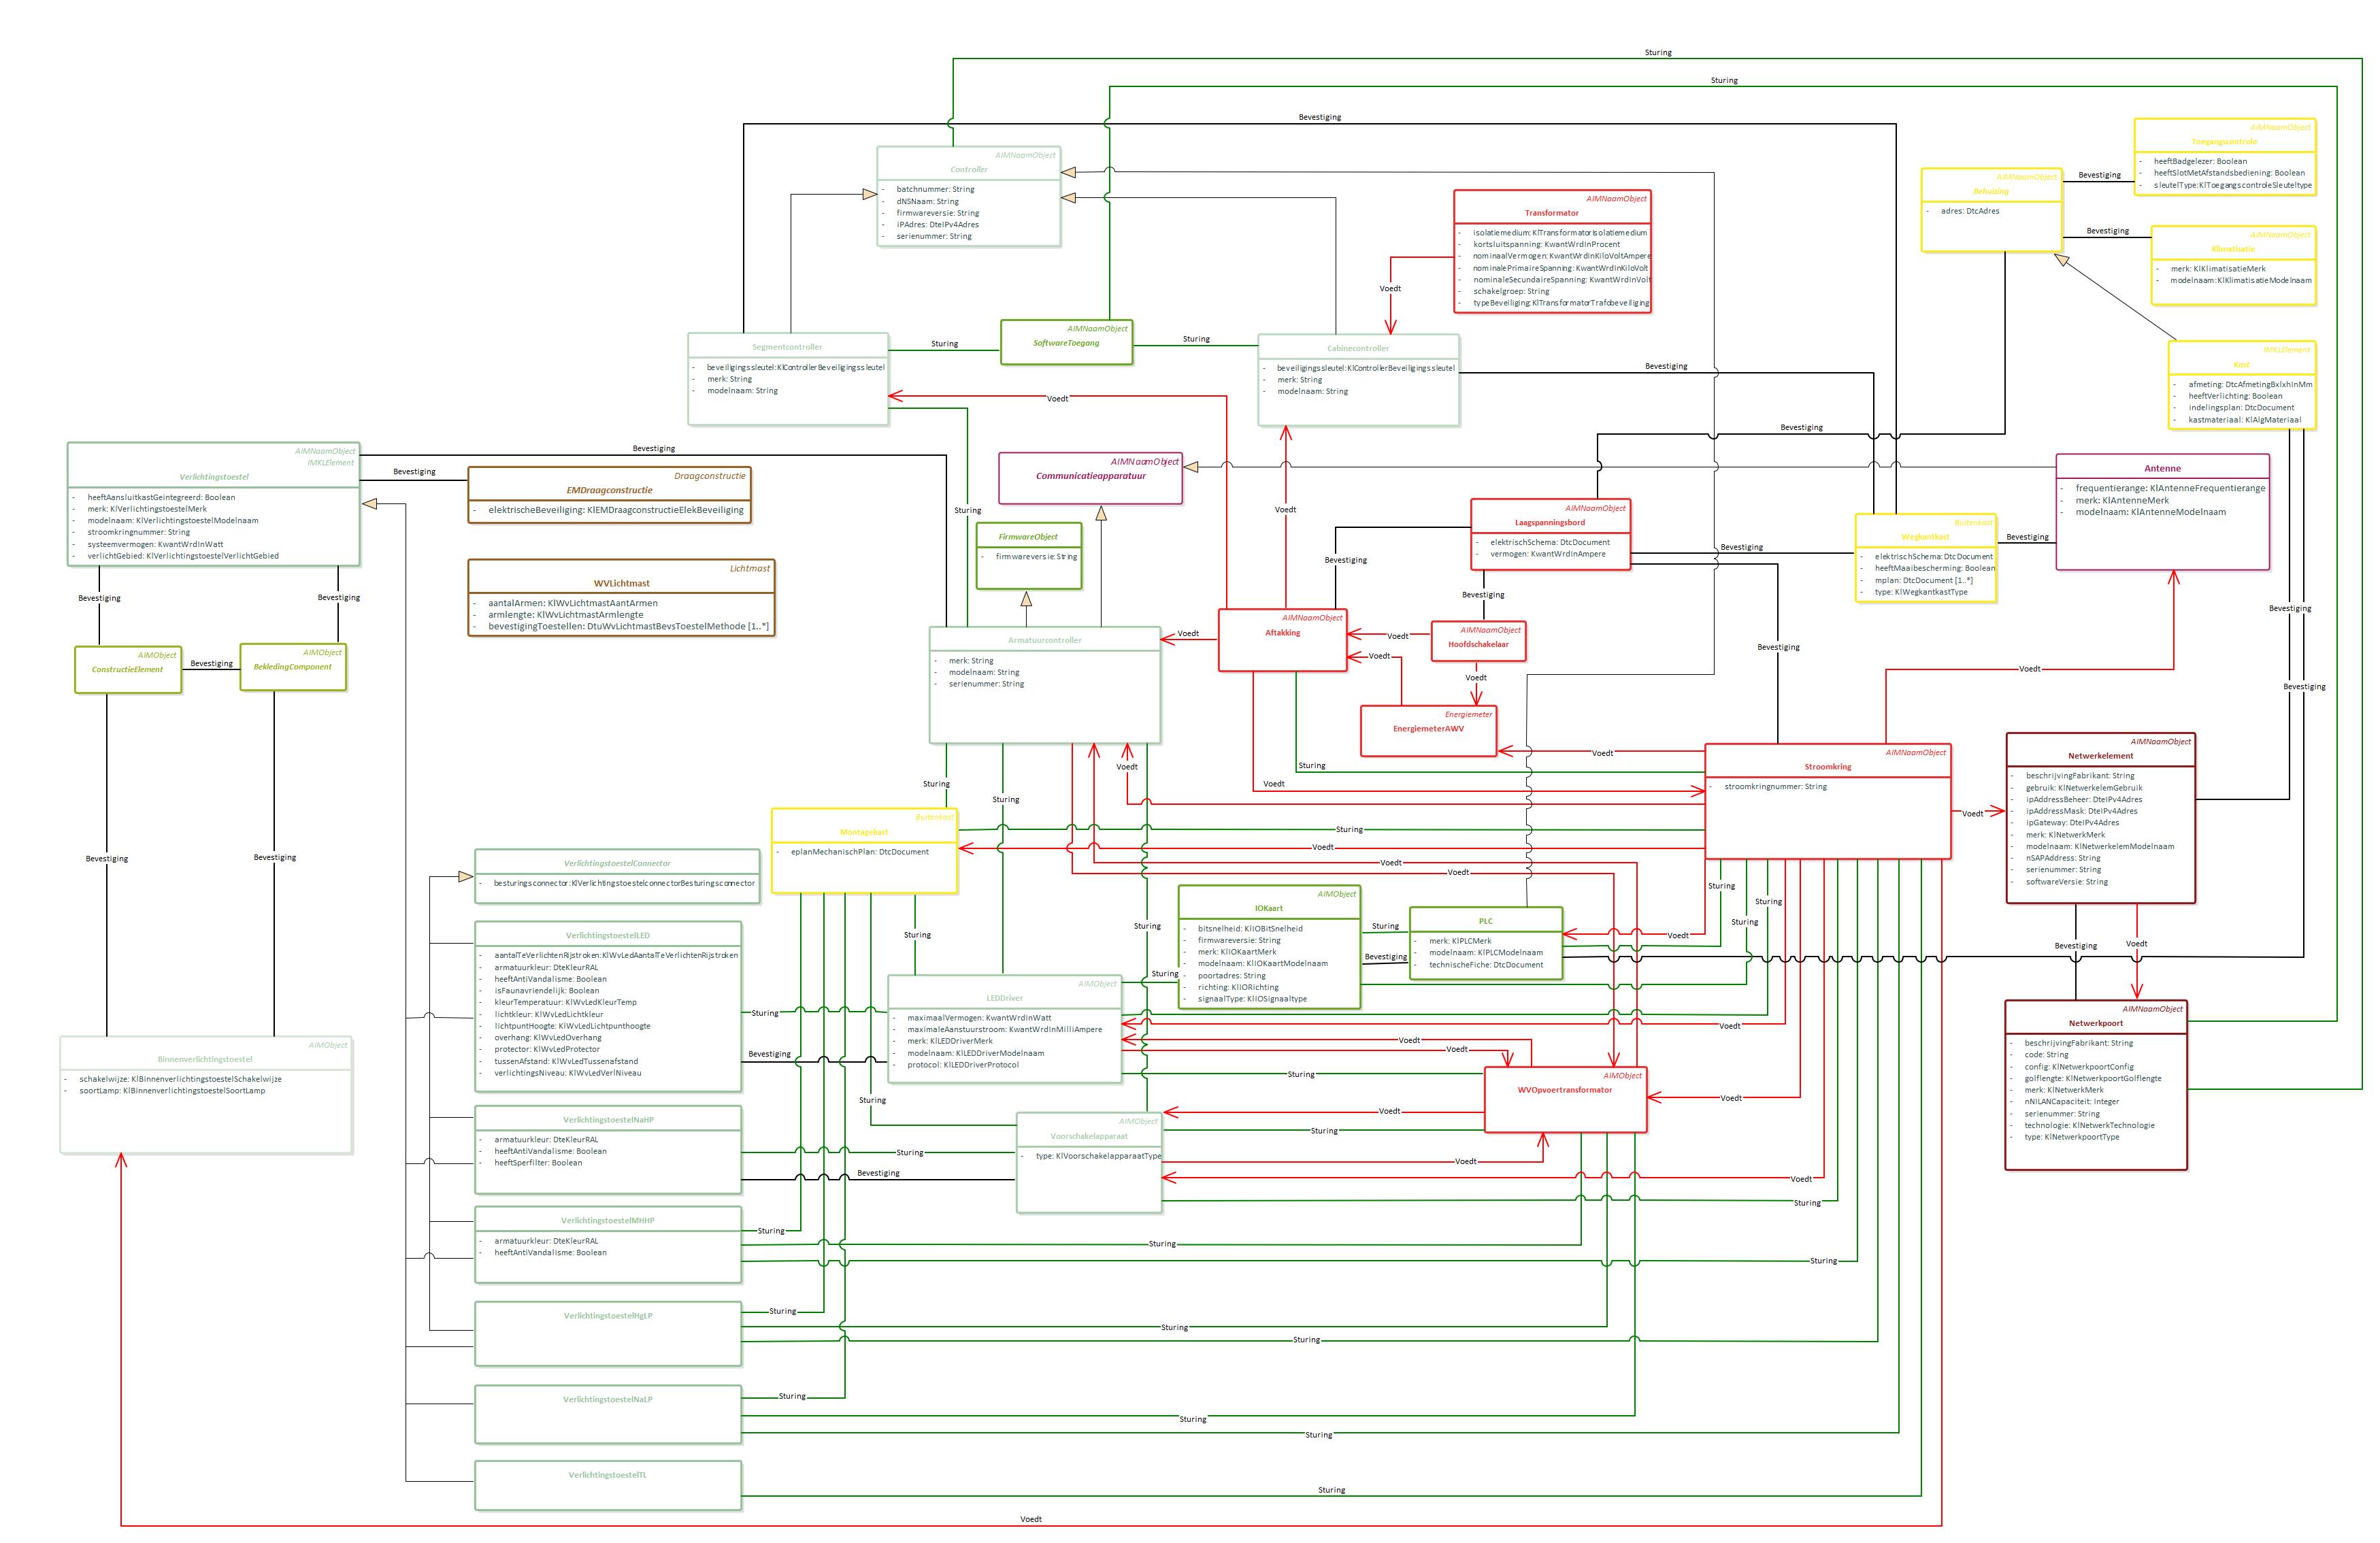 Sturing
Sturing
Bevestiging
AIMNaamObject
Controller
- batchnummer: String
- dNSNaam: String
- firmwareversie: String
- iPAdres: DteIPv4Adres
- serienummer: String
AIMNaamObject
Transformator
- isolatiemedium: KlTransformatorIsolatiemedium
- kortsluitspanning: KwantWrdInProcent
- nominaalVermogen: KwantWrdInKiloVoltAmpere
- nominalePrimaireSpanning: KwantWrdInKiloVolt
- nominaleSecundaireSpanning: KwantWrdInVolt
- schakelgroep: String
- typeBeveiliging: KlTransformatorTrafobeveiliging
AIMNaamObject
Behuizing
- adres: DtcAdres
Bevestiging
AIMNaamObject
Toegangscontrole
- heeftBadgelezer: Boolean
- heeftSlotMetAfstandsbediening: Boolean
- sleutelType: KlToegangscontroleSleuteltype
Bevestiging
AIMNaamObject
Klimatisatie
- merk: KlKlimatisatieMerk
- modelnaam: KlKlimatisatieModelnaam
Voedt
Segmentcontroller
- beveiligingssleutel: KlControllerBeveiligingssleutel
- merk: String
- modelnaam: String
Sturing
AIMNaamObject
SoftwareToegang
Sturing
Cabinecontroller
- beveiligingssleutel: KlControllerBeveiligingssleutel
- merk: String
- modelnaam: String
Bevestiging
IMKLElement
Kast
- afmeting: DtcAfmetingBxlxhInMm
- heeftVerlichting: Boolean
- indelingsplan: DtcDocument
- kastmateriaal: KlAlgMateriaal
Voedt
Bevestiging
AIMNaamObject
IMKLElement
Verlichtingstoestel
- heeftAansluitkastGeintegreerd: Boolean
- merk: KlVerlichtingstoestelMerk
- modelnaam: KlVerlichtingstoestelModelnaam
- stroomkringnummer: String
- systeemvermogen: KwantWrdInWatt
- verlichtGebied: KlVerlichtingstoestelVerlichtGebied
Bevestiging
Bevestiging
Draagconstructie
EMDraagconstructie
- elektrischeBeveiliging: KlEMDraagconstructieElekBeveiliging
Lichtmast
WVLichtmast
- aantalArmen: KlWvLichtmastAantArmen
- armlengte: KlWvLichtmastArmlengte
- bevestigingToestellen: DtuWvLichtmastBevsToestelMethode [1..*]
Sturing
AIMNaamObject
Communicatieapparatuur
FirmwareObject
- firmwareversie: String
Voedt
AIMNaamObject
Laagspanningsbord
- elektrischSchema: DtcDocument
- vermogen: KwantWrdInAmpere
Bevestiging
Bevestiging
Bevestiging
Buitenkast
Wegkantkast
- elektrischSchema: DtcDocument
- heeftMaaibescherming: Boolean
- mplan: DtcDocument [1..*]
- type: KlWegkantkastType
Bevestiging
Antenne
- frequentierange: KlAntenneFrequentierange
- merk: KlAntenneMerk
- modelnaam: KlAntenneModelnaam
Bevestiging
Bevestiging
Bevestiging
Bevestiging
AIMObject
ConstructieElement
Bevestiging
AIMObject
BekledingComponent
Armatuurcontroller
- merk: String
- modelnaam: String
- serienummer: String
Voedt
AIMNaamObject
Aftakking
Voedt
AIMNaamObject
Hoofdschakelaar
Voedt
Voedt
Energiemeter
EnergiemeterAWV
Bevestiging
Voedt
Voedt
Sturing
Voedt
AIMNaamObject
Stroomkring
- stroomkringnummer: String
Voedt
AIMNaamObject
Netwerkelement
- beschrijvingFabrikant: String
- gebruik: KlNetwerkelemGebruik
- ipAddressBeheer: DteIPv4Adres
- ipAddressMask: DteIPv4Adres
- ipGateway: DteIPv4Adres
- merk: KlNetwerkMerk
- modelnaam: KlNetwerkelemModelnaam
- nSAPAddress: String
- serienummer: String
- softwareVersie: String
Voedt
Sturing
Sturing
Buitenkast
Montagekast
- eplanMechanischPlan: DtcDocument
Sturing
Voedt
Voedt
Voedt
VerlichtingstoestelConnector
- besturingsconnector: KlVerlichtingstoestelconnectorBesturingsconnector
Bevestiging
Bevestiging
VerlichtingstoestelLED
- aantalTeVerlichtenRijstroken: KlWvLedAantalTeVerlichtenRijstroken
- armatuurkleur: DteKleurRAL
- heeftAntiVandalisme: Boolean
- isFaunavriendelijk: Boolean
- kleurTemperatuur: KlWvLedKleurTemp
- lichtkleur: KlWvLedLichtkleur
- lichtpuntHoogte: KlWvLedLichtpunthoogte
- overhang: KlWvLedOverhang
- protector: KlWvLedProtector
- tussenAfstand: KlWvLedTussenafstand
- verlichtingsNiveau: KlWvLedVerlNiveau
Sturing
Bevestiging
Sturing
Sturing
AIMObject
IOKaart
- bitsnelheid: KlIOBitSnelheid
- firmwareversie: String
- merk: KlIOKaartMerk
- modelnaam: KlIOKaartModelnaam
- poortadres: String
- richting: KlIORichting
- signaalType: KlIOSignaaltype
Sturing
Bevestiging
PLC
- merk: KlPLCMerk
- modelnaam: KlPLCModelnaam
- technischeFiche: DtcDocument
Voedt
Sturing
Sturing
Sturing
Bevestiging
Voedt
Sturing
AIMObject
LEDDriver
- maximaalVermogen: KwantWrdInWatt
- maximaleAanstuurstroom: KwantWrdInMilliAmpere
- merk: KlLEDDriverMerk
- modelnaam: KlLEDDriverModelnaam
- protocol: KlLEDDriverProtocol
Voedt
Voedt
Voedt
Sturing
AIMObject
WVOpvoertransformator
Voedt
AIMNaamObject
Netwerkpoort
- beschrijvingFabrikant: String
- code: String
- config: KlNetwerkpoortConfig
- golflengte: KlNetwerkpoortGolflengte
- merk: KlNetwerkMerk
- nNILANCapaciteit: Integer
- serienummer: String
- technologie: KlNetwerkTechnologie
- type: KlNetwerkpoortType
AIMObject
Binnenverlichtingstoestel
- schakelwijze: KlBinnenverlichtingstoestelSchakelwijze
- soortLamp: KlBinnenverlichtingstoestelSoortLamp
Sturing
VerlichtingstoestelNaHP
- armatuurkleur: DteKleurRAL
- heeftAntiVandalisme: Boolean
- heeftSperfilter: Boolean
Sturing
Bevestiging
AIMObject
Voorschakelapparaat
- type: KlVoorschakelapparaatType
Voedt
Sturing
Voedt
Voedt
Sturing
VerlichtingstoestelMHHP
- armatuurkleur: DteKleurRAL
- heeftAntiVandalisme: Boolean
Sturing
Sturing
Sturing
VerlichtingstoestelHgLP
Sturing
Sturing
Sturing
VerlichtingstoestelNaLP
Sturing
Sturing
Sturing
VerlichtingstoestelTL
Sturing
Voedt